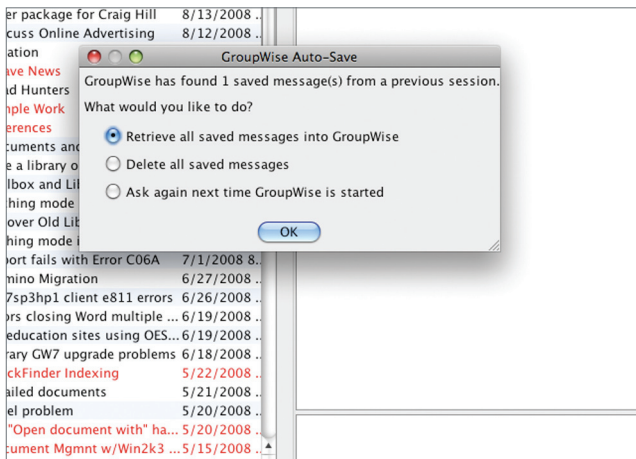 er package for Craig Hill 8/13/2008 ..
cuss Online Advertising 8/12/2008 ..
ation
GroupWise Auto-Save
ave News
GroupWise has found 1 saved message(s) from a previous session.
ad Hunters
What would you like to do?
mple Work
erences
Retrieve all saved messages into GroupWise
cuments and
e a library o
Delete all saved messages
lbox and Lil
Ask again next time GroupWise is started
hing mode
over Old Lib
OK
hing mode i
ort fails with Error C06A 7/1/2008 8..
mino Migration 6/27/2008 ..
7sp3hp1 client e811 errors 6/26/2008 ..
ors closing Word multiple ... 6/19/2008 ..
education sites using OES... 6/19/2008 ..
rary GW7 upgrade problems 6/18/2008 ..
ckFinder Indexing 5/22/2008 ..
ailed documents 5/21/2008 ..
el problem 5/20/2008 ..
"Open document with" ha... 5/20/2008 ..
cument Mgmnt w/Win2k3 ... 5/15/2008 ..